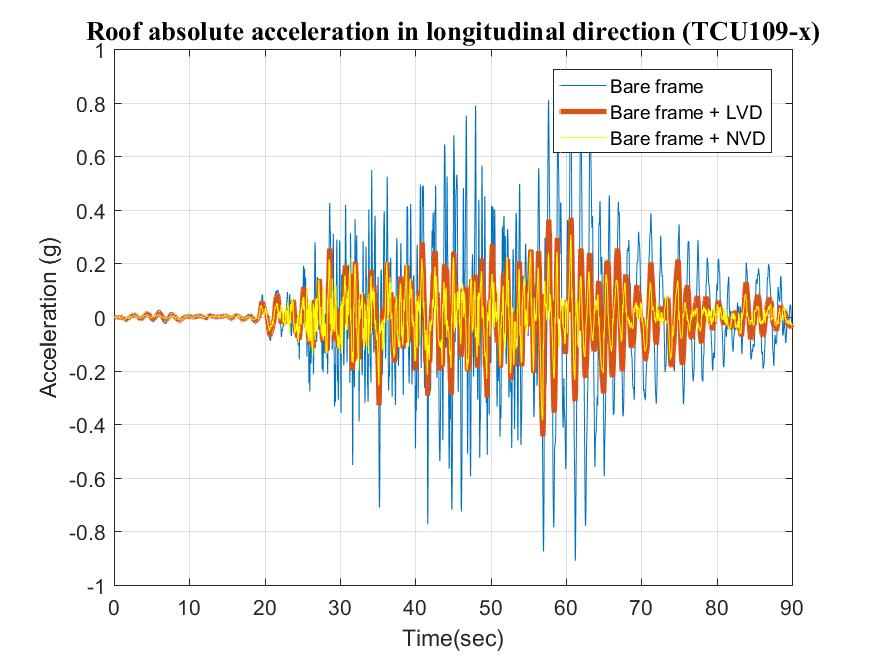 Roof absolute acceleration in longitudinal direction (TCU109-x)
1
0.8
0.6
0.4
0.2
0
-0.2
-0.4
-0.6
-0.8
-1
Acceleration (g)
Bare frame
Bare frame + LVD
Bare frame + NVD
0 10 20 30 40 50 60 70 80 90
Time(sec)